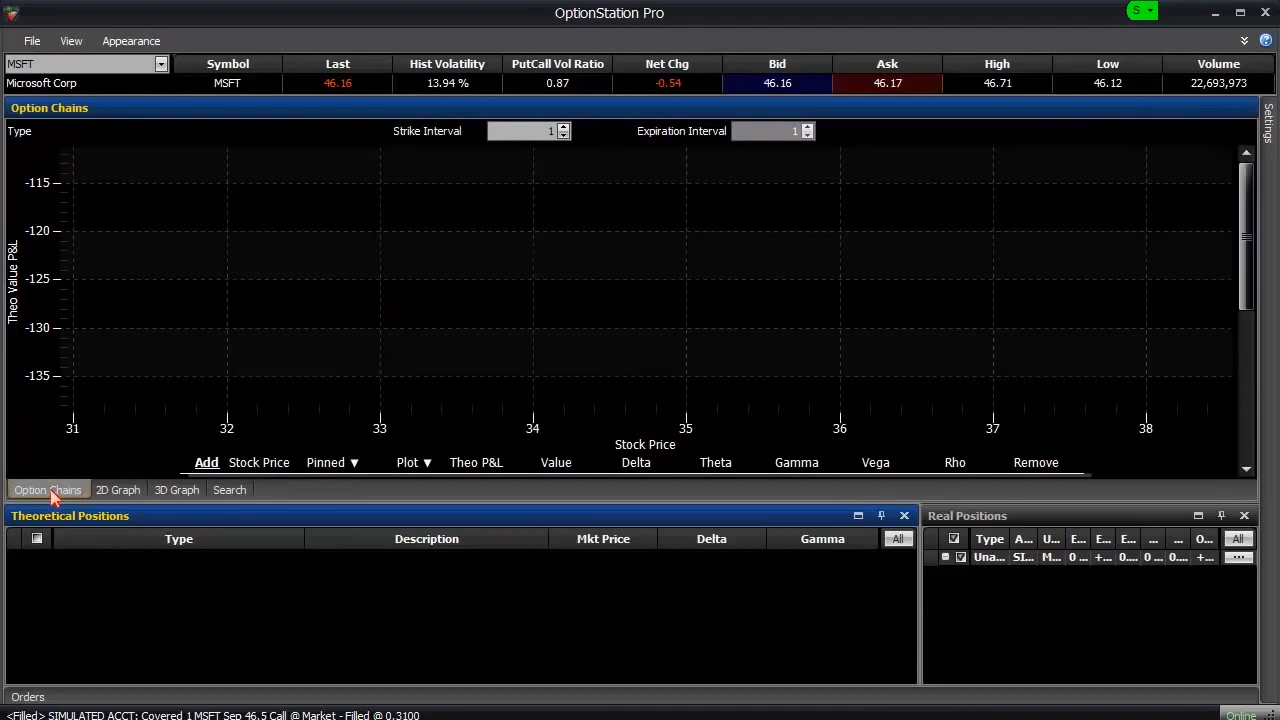 OptionStation Pro
S
File View Appearance
MSFT Symbol Last Hist Volatility PutCall Vol Ratio Net Chg Bid Ask High Low Volume
Microsoft Corp MSFT 46.16 13.94 % 0.87 -0.54 46.16 46.17 46.71 46.12 22,693,973
Option Chains
Settings
Type Strike Interval 1 Expiration Interval 1
Theo Value P&L
-115
-120
-125
-130
-135
31 32 33 34 35 36 37 38
Stock Price
Add Stock Price Pinned ▼ Plot ▼ Theo P&L Value Delta Theta Gamma Vega Rho Remove
Option Chains 2D Graph 3D Graph Search
Theoretical Positions
Type Description Mkt Price Delta Gamma All
Real Positions
Type A... U... E... E... E... ... ... O... All
Una... SI... M... 0 ... +... 0.... 0 ... 0.... +... ...
Orders
<Filled> SIMULATED ACCT: Covered 1 MSFT Sep 46.5 Call @ Market - Filled @ 0.3100
Online